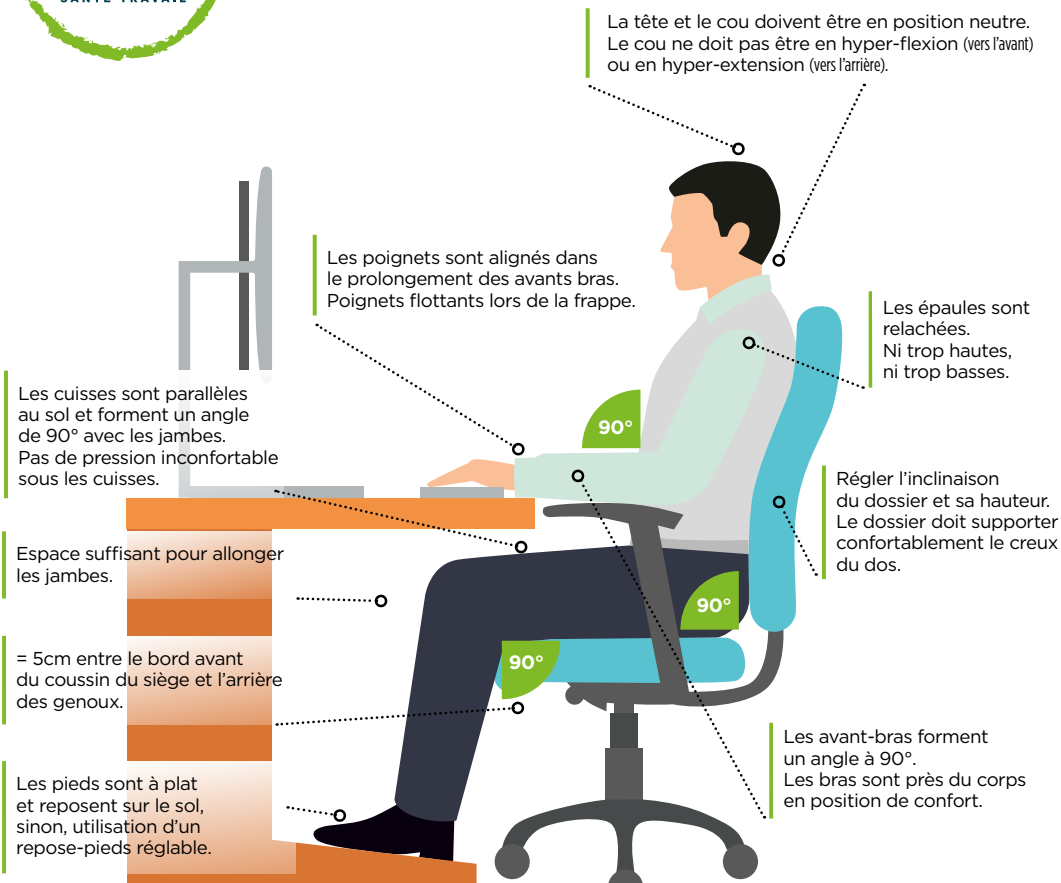 SANTÉ TRAVAIL
La tête et le cou doivent être en position neutre.
Le cou ne doit pas être en hyper-flexion (vers l'avant)
ou en hyper-extension (vers l'arrière).
Les poignets sont alignés dans
le prolongement des avants bras.
Poignets flottants lors de la frappe.
Les épaules sont
relachées.
Ni trop hautes,
ni trop basses.
Les cuisses sont parallèles
au sol et forment un angle
de 90° avec les jambes.
Pas de pression inconfortable
sous les cuisses.
90°
Régler l'inclinaison
du dossier et sa hauteur.
Le dossier doit supporter
confortablement le creux
du dos.
Espace suffisant pour allonger
les jambes.
90°
= 5cm entre le bord avant
du coussin du siège et l'arrière
des genoux.
90°
Les avant-bras forment
un angle à 90°.
Les bras sont près du corps
en position de confort.
Les pieds sont à plat
et reposent sur le sol,
sinon, utilisation d'un
repose-pieds réglable.